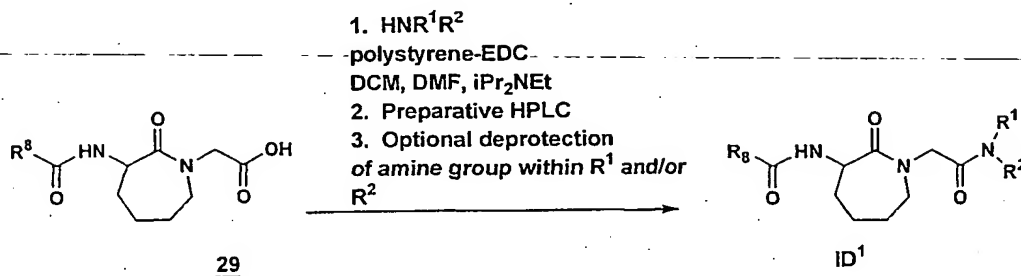 1. HNR¹R²
polystyrene-EDC
DCM, DMF, iPr₂NEt
2. Preparative HPLC
3. Optional deprotection
of amine group within R¹ and/or
R²
R⁸ O HN O N O OH
29
R₈ O HN O N O N R¹ R²
ID¹